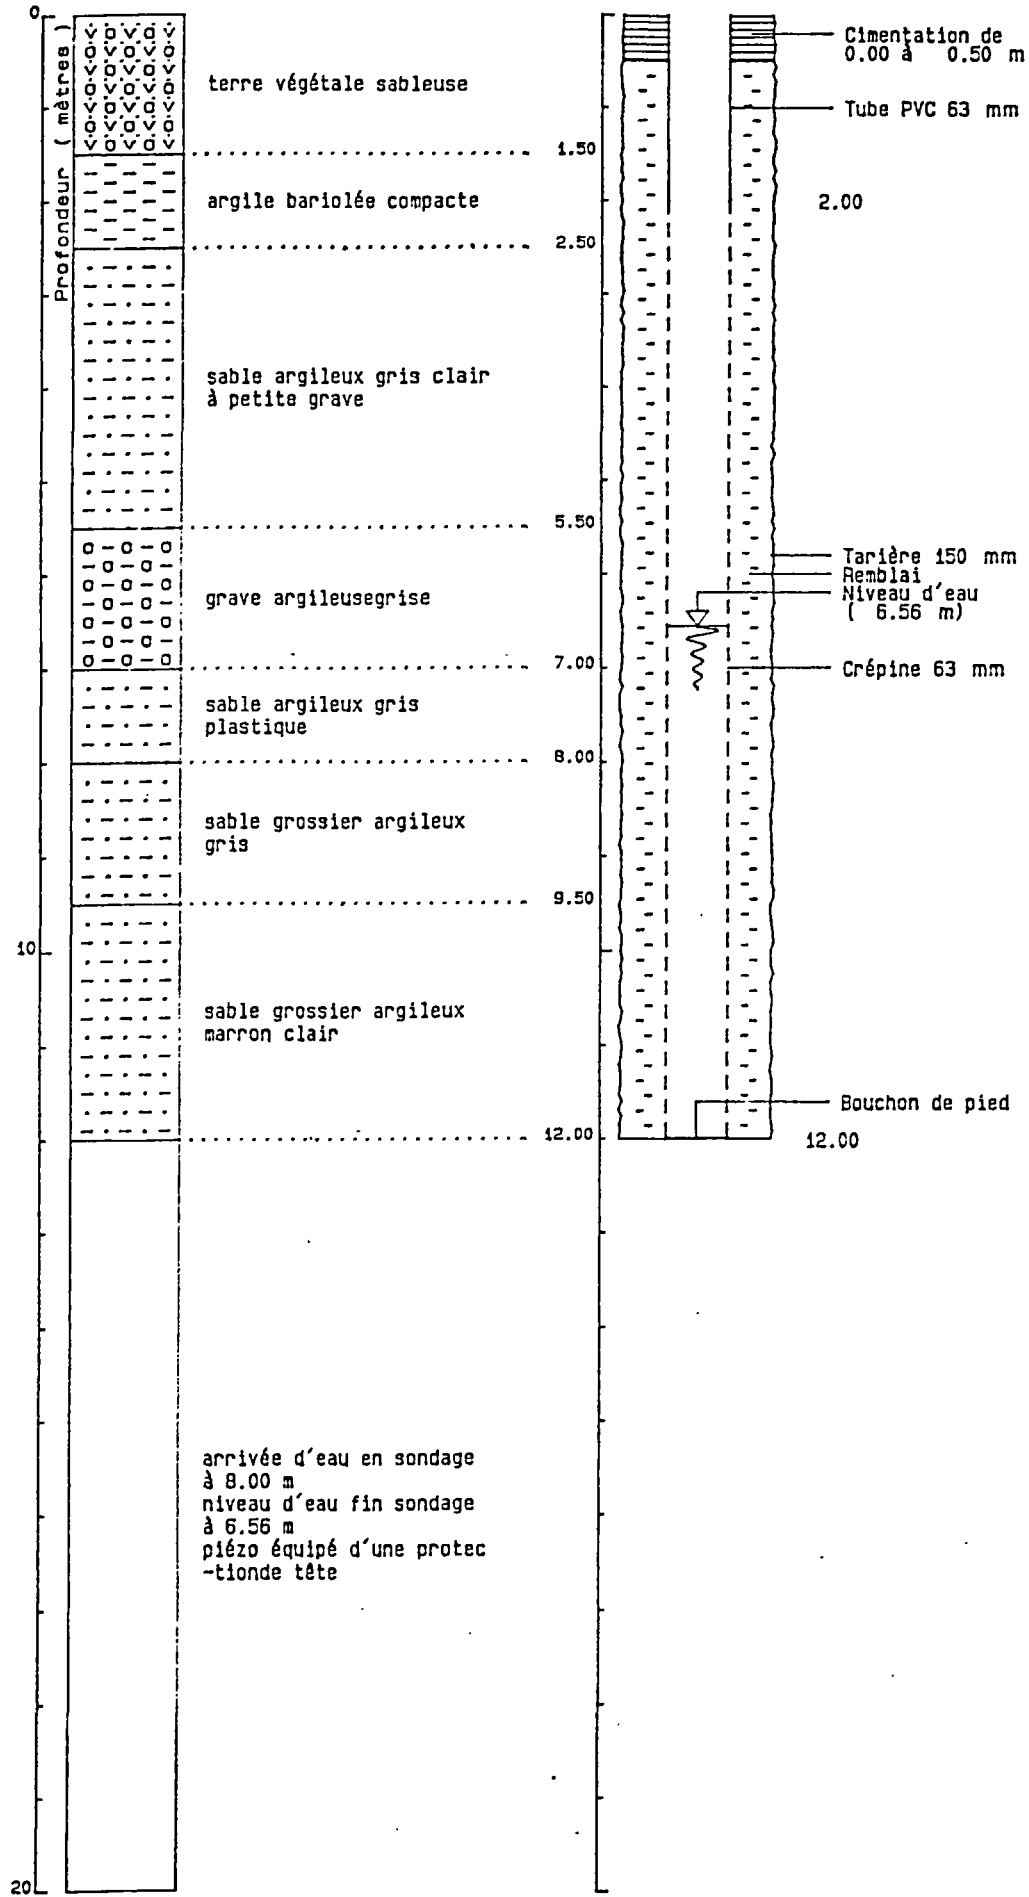 0
Profondeur ( mètres )
terre végétale sableuse
1.50
argile bariolée compacte
2.50
sable argileux gris clair
à petite grave
5.50
grave argileusegrise
7.00
sable argileux gris
plastique
8.00
sable grossier argileux
gris
9.50
10
sable grossier argileux
marron clair
12.00
arrivée d'eau en sondage
à 8.00 m
niveau d'eau fin sondage
à 6.56 m
piézo équipé d'une protec
-tionde tête
20
Cimentation de
0.00 à 0.50 m
Tube PVC 63 mm
2.00
Tarière 150 mm
Remblai
Niveau d'eau
( 6.56 m)
Crépine 63 mm
Bouchon de pied
12.00